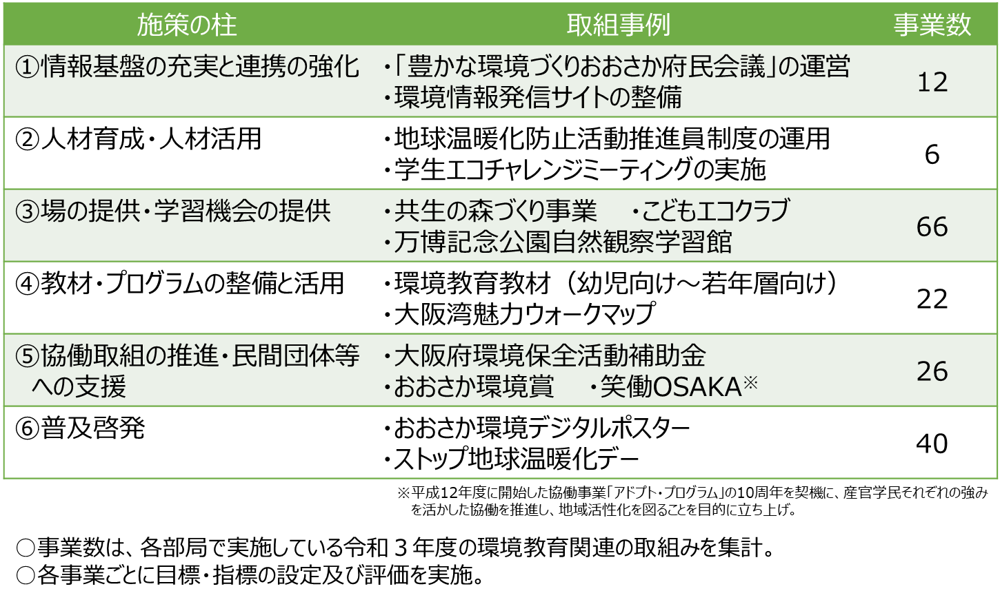 施策の柱 取組事例 事業数
①情報基盤の充実と連携の強化 ・「豊かな環境づくりおおさか府民会議」の運営
・環境情報発信サイトの整備
12
②人材育成・人材活用 ・地球温暖化防止活動推進員制度の運用
・学生エコチャレンジミーティングの実施
6
③場の提供・学習機会の提供 ・共生の森づくり事業 ・こどもエコクラブ
・万博記念公園自然観察学習館
66
④教材・プログラムの整備と活用 ・環境教育教材（幼児向け～若年層向け）
・大阪湾魅力ウォークマップ
22
⑤協働取組の推進・民間団体等 ・大阪府環境保全活動補助金
への支援 ・おおさか環境賞 ・笑働OSAKA※
26
⑥普及啓発 ・おおさか環境デジタルポスター
・ストップ地球温暖化デー
40
※平成12年度に開始した協働事業「アドプト・プログラム」の10周年を契機に、産官学民それぞれの強み
を活かした協働を推進し、地域活性化を図ることを目的に立ち上げ。
○事業数は、各部局で実施している令和３年度の環境教育関連の取組みを集計。
○各事業ごとに目標・指標の設定及び評価を実施。